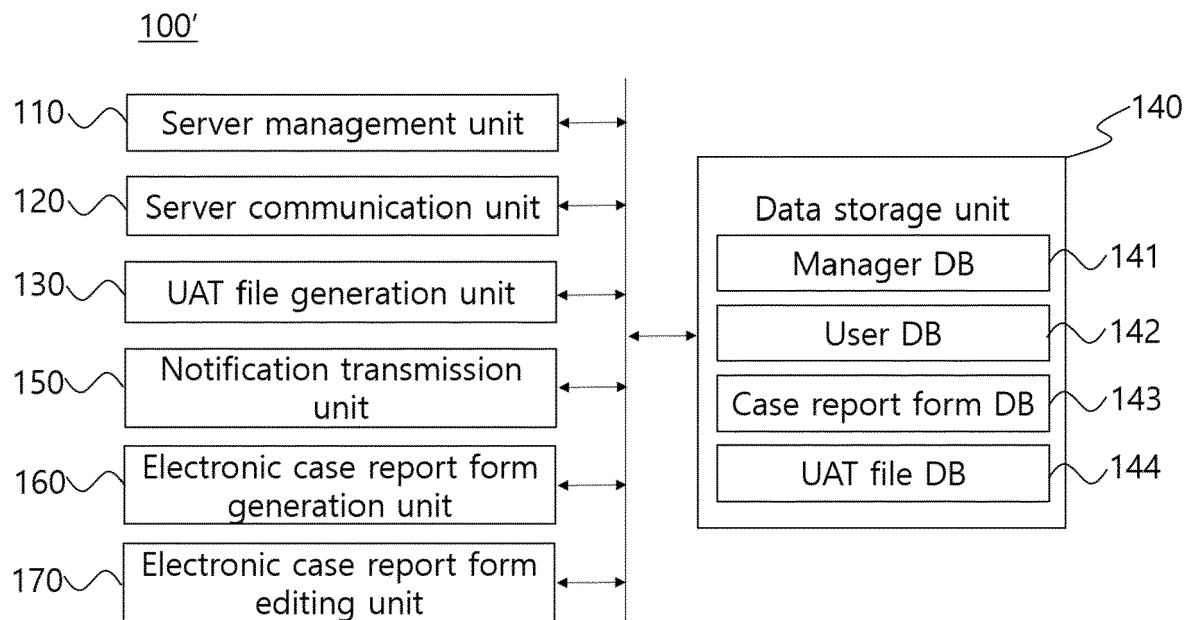 100′
110
Server management unit
120
Server communication unit
130
UAT file generation unit
150
Notification transmission
unit
160
Electronic case report form
generation unit
170
Electronic case report form
editing unit
140
Data storage unit
Manager DB
141
User DB
142
Case report form DB
143
UAT file DB
144